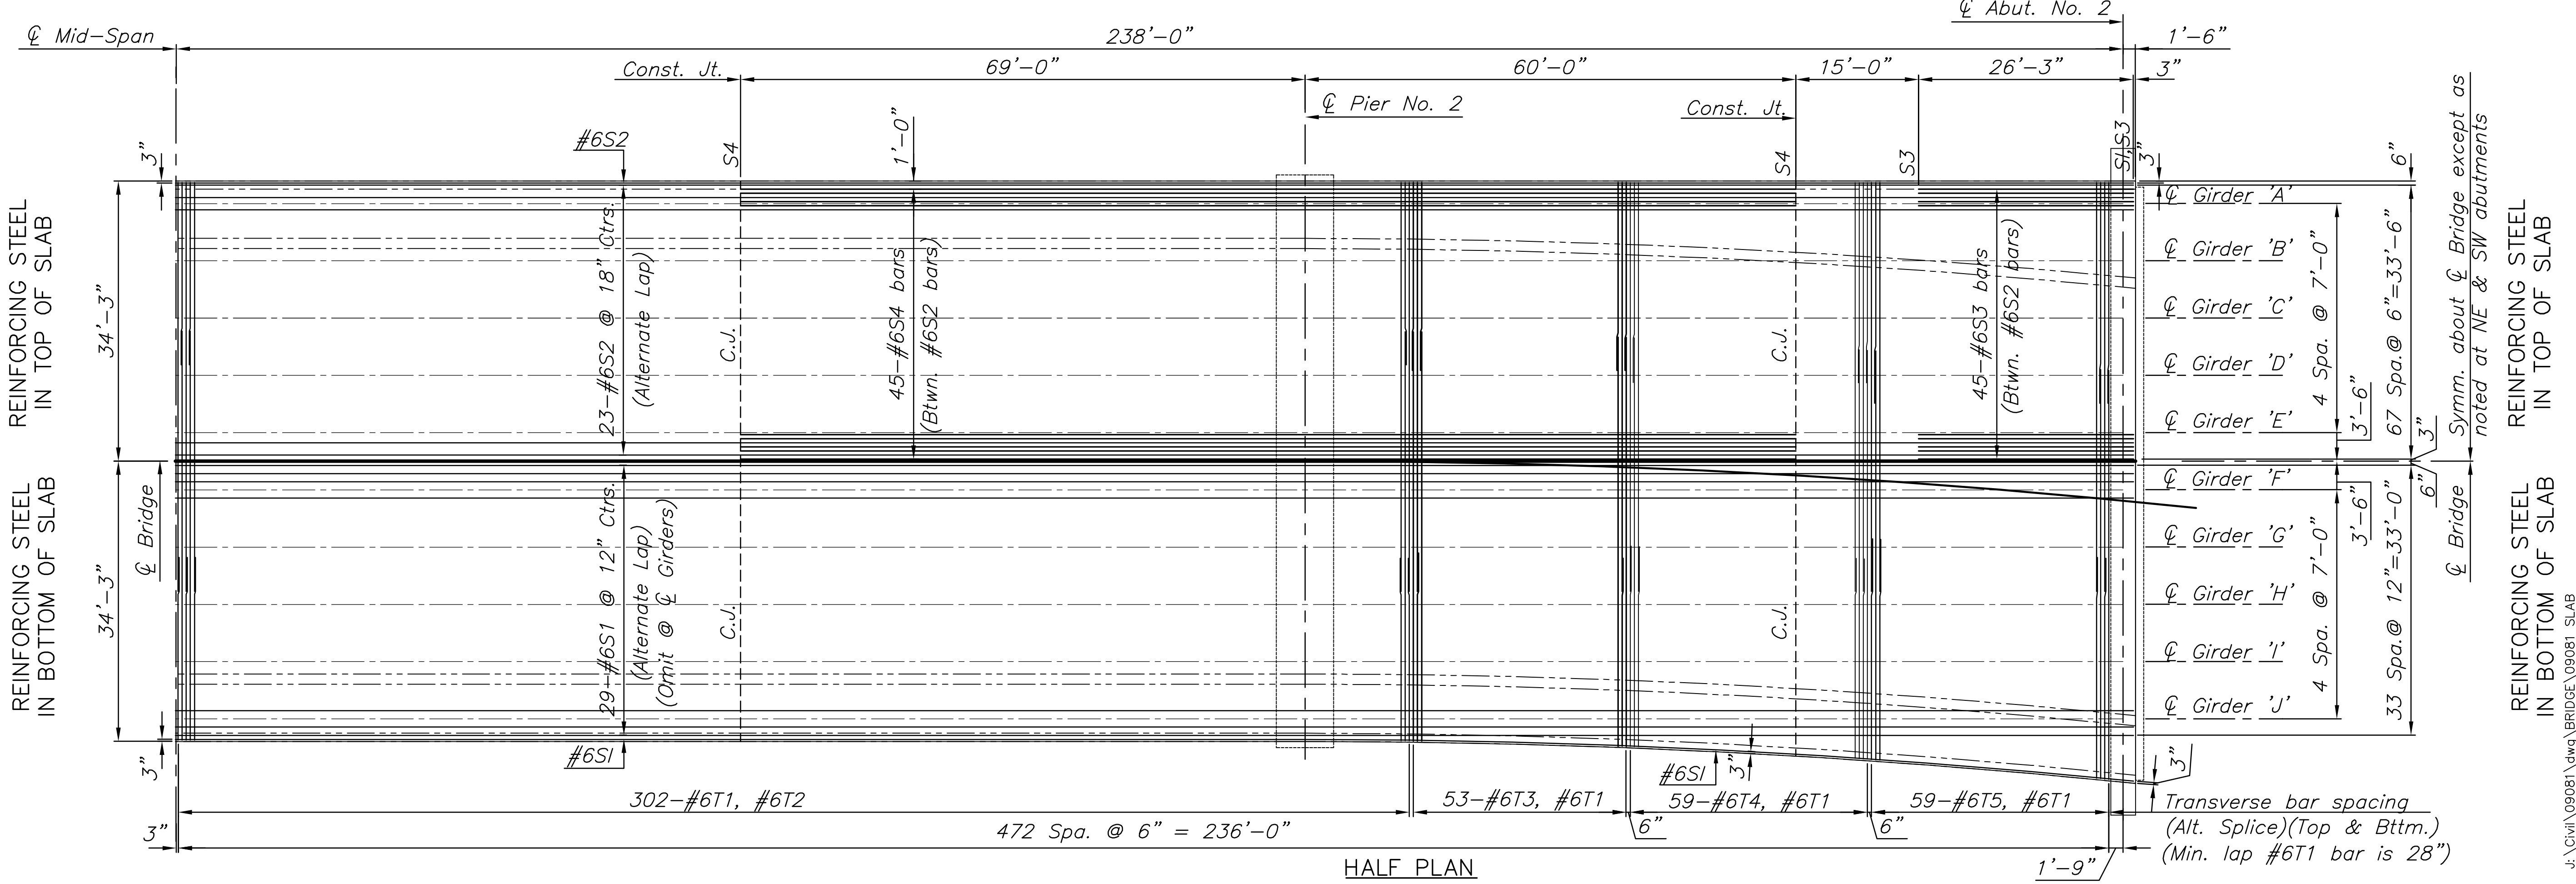 ℄ Abut. No. 2
℄ Mid-Span
238'-0"
1'-6"
Const. Jt.
69'-0"
60'-0"
15'-0"
26'-3"
3"
℄ Pier No. 2
Const. Jt.
#6S2
3"
S4
1'-0"
S4
S3
S1,S3
3"
6"
REINFORCING STEEL
IN TOP OF SLAB
34'-3"
23-#6S2 @ 18" Ctrs.
(Alternate Lap)
C.J.
45-#6S4 bars
(Btwn. #6S2 bars)
C.J.
45-#6S3 bars
(Btwn. #6S2 bars)
℄ Girder 'A'
℄ Girder 'B'
℄ Girder 'C'
℄ Girder 'D'
℄ Girder 'E'
4 Spa. @ 7'-0"
3'-6"
67 Spa.@ 6"=33'-6"
3"
Symm. about ℄ Bridge except as
noted at NE & SW abutments
REINFORCING STEEL
IN TOP OF SLAB
REINFORCING STEEL
IN BOTTOM OF SLAB
34'-3"
℄ Bridge
29-#6S1 @ 12" Ctrs.
(Alternate Lap)
(Omit @ ℄ Girders)
C.J.
C.J.
℄ Girder 'F'
℄ Girder 'G'
℄ Girder 'H'
℄ Girder 'I'
℄ Girder 'J'
4 Spa. @ 7'-0"
3'-6"
33 Spa.@ 12"=33'-0"
6"
℄ Bridge
REINFORCING STEEL
IN BOTTOM OF SLAB
3"
#6S1
#6S1
3"
3"
302-#6T1, #6T2
53-#6T3, #6T1
59-#6T4, #6T1
59-#6T5, #6T1
Transverse bar spacing
(Alt. Splice)(Top & Bttm.)
(Min. lap #6T1 bar is 28")
3"
472 Spa. @ 6" = 236'-0"
6"
6"
1'-9"
HALF PLAN
J:\Civil\09081\dwg\BRIDGE\09081 SLAB